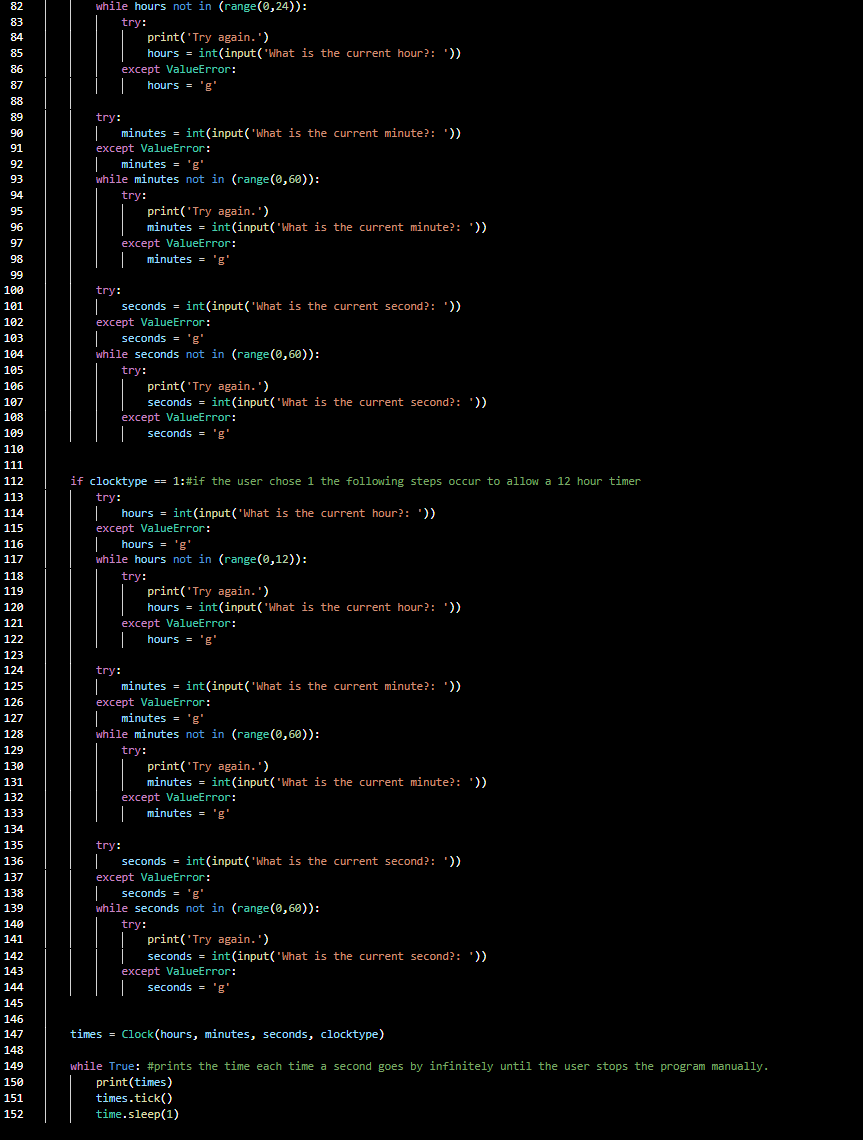 82 while hours not in (range(0,24)):
83 try:
84 print('Try again.')
85 hours = int(input('What is the current hour?: '))
86 except ValueError:
87 hours = 'g'
88
89 try:
90 minutes = int(input('What is the current minute?: '))
91 except ValueError:
92 minutes = 'g'
93 while minutes not in (range(0,60)):
94 try:
95 print('Try again.')
96 minutes = int(input('What is the current minute?: '))
97 except ValueError:
98 minutes = 'g'
99
100 try:
101 seconds = int(input('What is the current second?: '))
102 except ValueError:
103 seconds = 'g'
104 while seconds not in (range(0,60)):
105 try:
106 print('Try again.')
107 seconds = int(input('What is the current second?: '))
108 except ValueError:
109 seconds = 'g'
110
111
112 if clocktype == 1:#if the user chose 1 the following steps occur to allow a 12 hour timer
113 try:
114 hours = int(input('What is the current hour?: '))
115 except ValueError:
116 hours = 'g'
117 while hours not in (range(0,12)):
118 try:
119 print('Try again.')
120 hours = int(input('What is the current hour?: '))
121 except ValueError:
122 hours = 'g'
123
124 try:
125 minutes = int(input('What is the current minute?: '))
126 except ValueError:
127 minutes = 'g'
128 while minutes not in (range(0,60)):
129 try:
130 print('Try again.')
131 minutes = int(input('What is the current minute?: '))
132 except ValueError:
133 minutes = 'g'
134
135 try:
136 seconds = int(input('What is the current second?: '))
137 except ValueError:
138 seconds = 'g'
139 while seconds not in (range(0,60)):
140 try:
141 print('Try again.')
142 seconds = int(input('What is the current second?: '))
143 except ValueError:
144 seconds = 'g'
145
146
147 times = Clock(hours, minutes, seconds, clocktype)
148
149 while True: #prints the time each time a second goes by infinitely until the user stops the program manually.
150 print(times)
151 times.tick()
152 time.sleep(1)